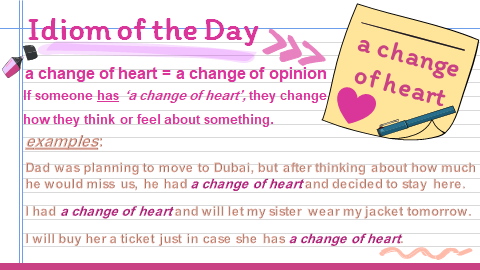 Idiom of the Day
a change
of heart
a change of heart = a change of opinion
If someone has 'a change of heart', they change
how they think or feel about something.
examples:
Dad was planning to move to Dubai, but after thinking about how much
he would miss us, he had a change of heart and decided to stay here.
I had a change of heart and will let my sister wear my jacket tomorrow.
I will buy her a ticket just in case she has a change of heart.